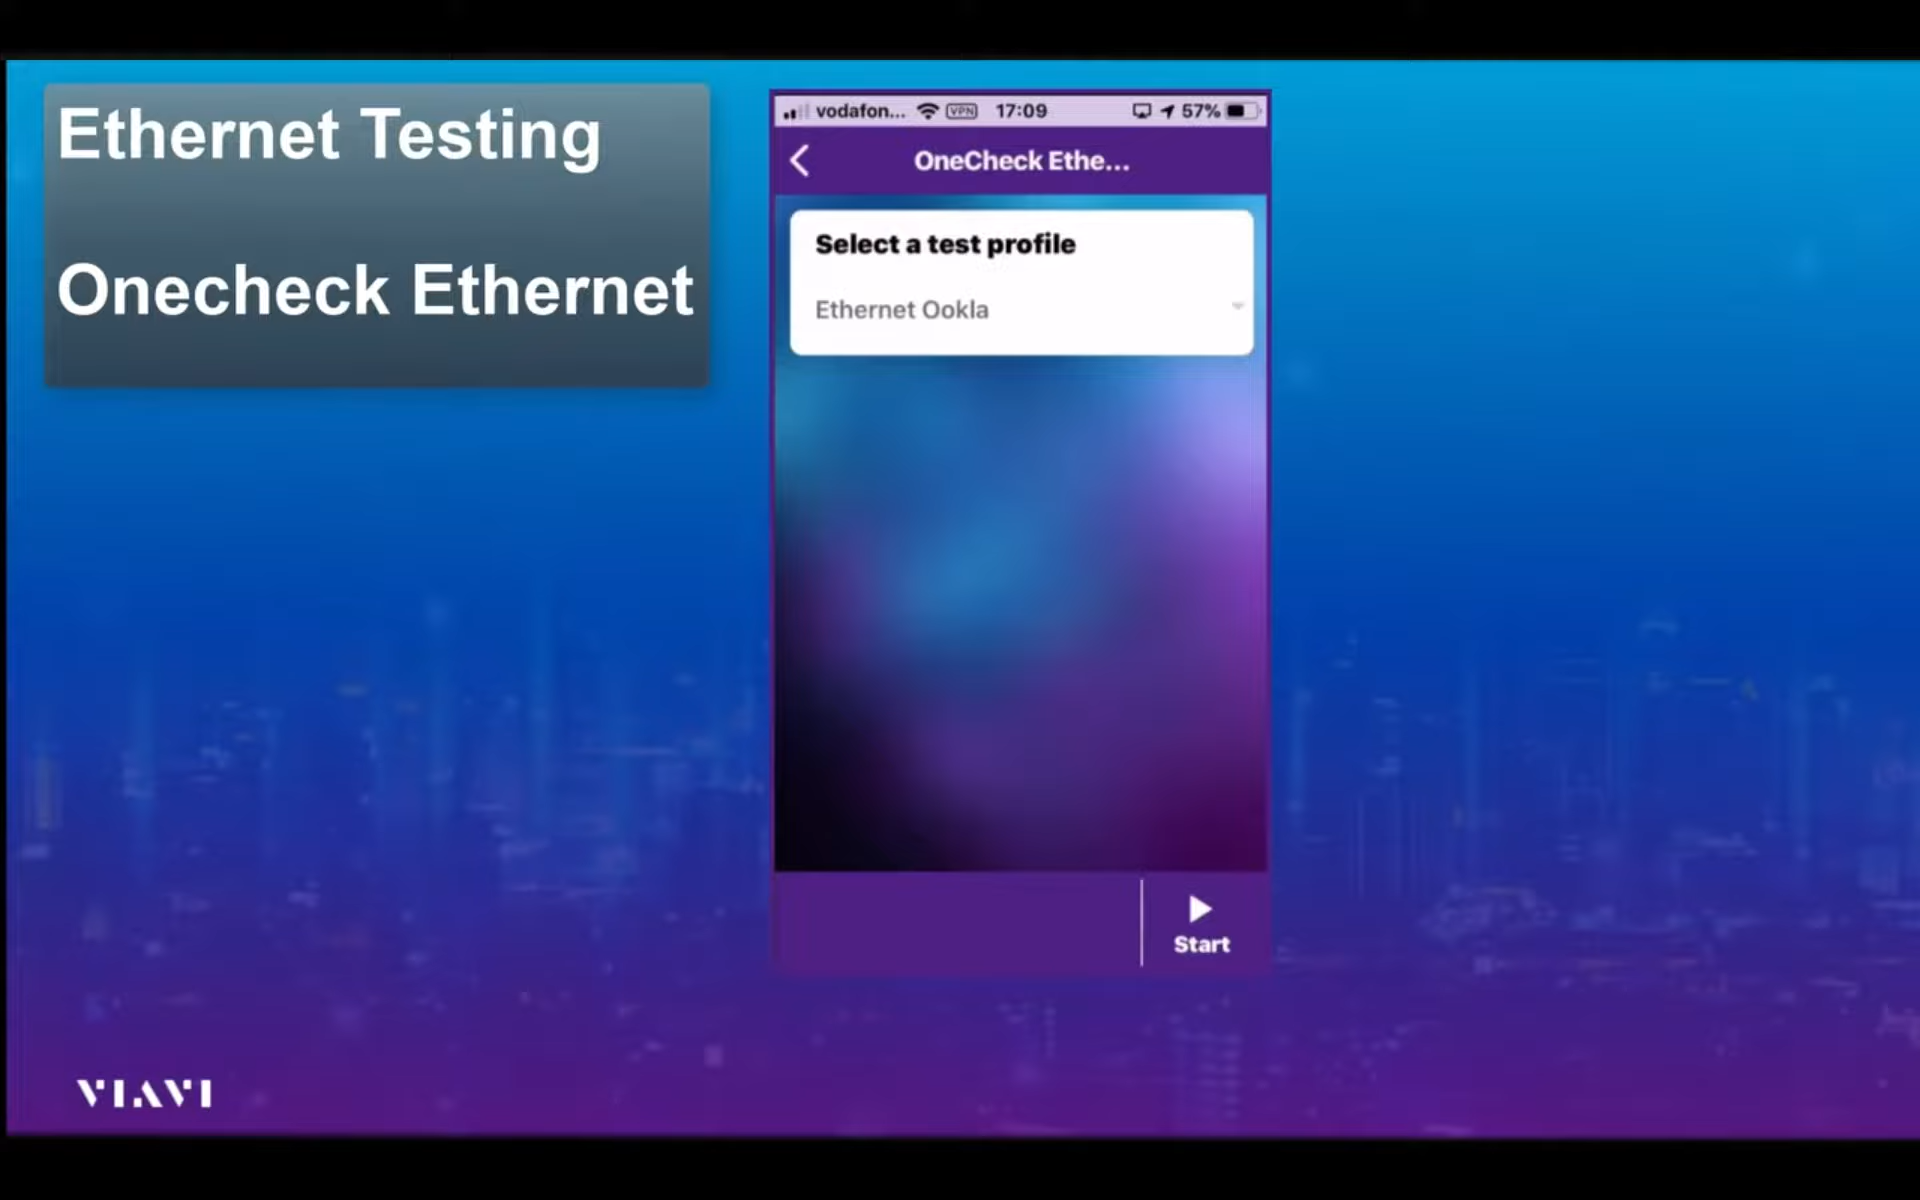 Ethernet Testing
Onecheck Ethernet
vodafon... VPN 17:09 57%
OneCheck Ethe...
Select a test profile
Ethernet Ookla
Start
VIAVI